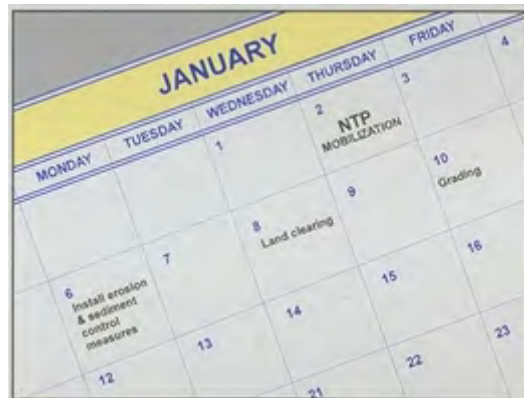 JANUARY
MONDAY TUESDAY WEDNESDAY THURSDAY FRIDAY
1 2 3 4
NTP
MOBILIZATION
6 7 8 9 10
Install erosion
& sediment
control
measures
Land clearing
Grading
12 13 14 15 16
21 22 23